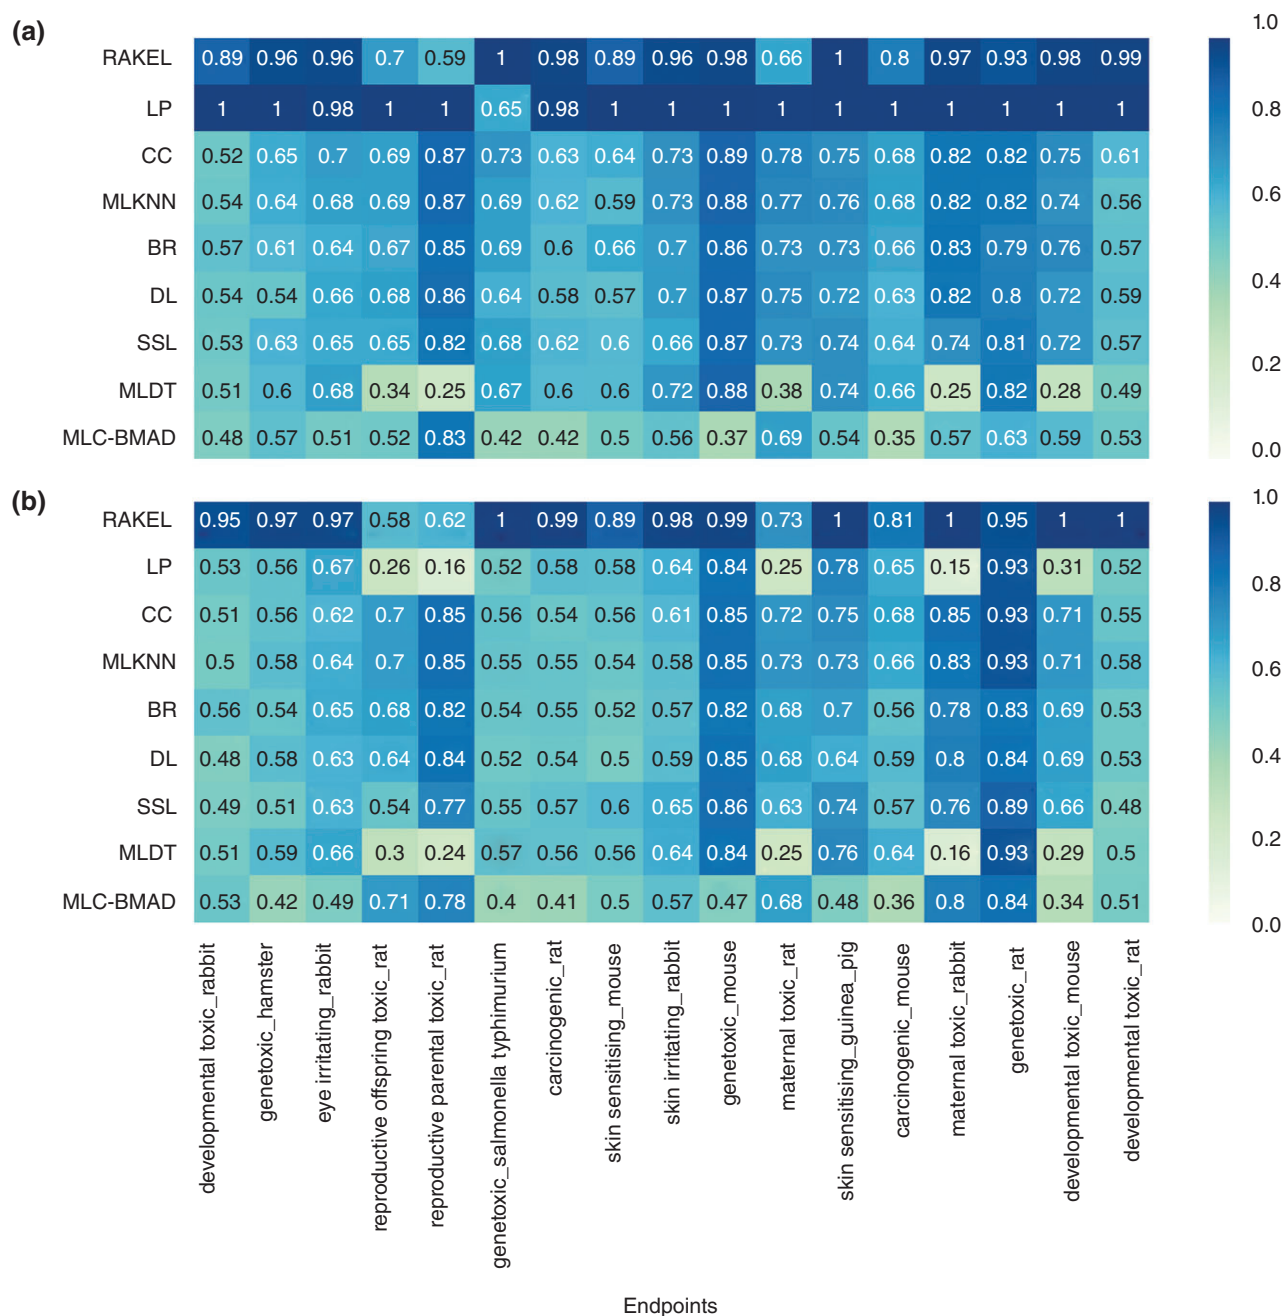 (a)
1.0
RAKEL 0.89 0.96 0.96 0.7 0.59 1 0.98 0.89 0.96 0.98 0.66 1 0.8 0.97 0.93 0.98 0.99
LP 1 1 0.98 1 1 0.65 0.98 1 1 1 1 1 1 1 1 1 1
0.8
CC 0.52 0.65 0.7 0.69 0.87 0.73 0.63 0.64 0.73 0.89 0.78 0.75 0.68 0.82 0.82 0.75 0.61
MLKNN 0.54 0.64 0.68 0.69 0.87 0.69 0.62 0.59 0.73 0.88 0.77 0.76 0.68 0.82 0.82 0.74 0.56
0.6
BR 0.57 0.61 0.64 0.67 0.85 0.69 0.6 0.66 0.7 0.86 0.73 0.73 0.66 0.83 0.79 0.76 0.57
DL 0.54 0.54 0.66 0.68 0.86 0.64 0.58 0.57 0.7 0.87 0.75 0.72 0.63 0.82 0.8 0.72 0.59
0.4
SSL 0.53 0.63 0.65 0.65 0.82 0.68 0.62 0.6 0.66 0.87 0.73 0.74 0.64 0.74 0.81 0.72 0.57
0.2
MLDT 0.51 0.6 0.68 0.34 0.25 0.67 0.6 0.6 0.72 0.88 0.38 0.74 0.66 0.25 0.82 0.28 0.49
MLC-BMAD 0.48 0.57 0.51 0.52 0.83 0.42 0.42 0.5 0.56 0.37 0.69 0.54 0.35 0.57 0.63 0.59 0.53
0.0
(b)
1.0
RAKEL 0.95 0.97 0.97 0.58 0.62 1 0.99 0.89 0.98 0.99 0.73 1 0.81 1 0.95 1 1
LP 0.53 0.56 0.67 0.26 0.16 0.52 0.58 0.58 0.64 0.84 0.25 0.78 0.65 0.15 0.93 0.31 0.52
0.8
CC 0.51 0.56 0.62 0.7 0.85 0.56 0.54 0.56 0.61 0.85 0.72 0.75 0.68 0.85 0.93 0.71 0.55
MLKNN 0.5 0.58 0.64 0.7 0.85 0.55 0.55 0.54 0.58 0.85 0.73 0.73 0.66 0.83 0.93 0.71 0.58
0.6
BR 0.56 0.54 0.65 0.68 0.82 0.54 0.55 0.52 0.57 0.82 0.68 0.7 0.56 0.78 0.83 0.69 0.53
DL 0.48 0.58 0.63 0.64 0.84 0.52 0.54 0.5 0.59 0.85 0.68 0.64 0.59 0.8 0.84 0.69 0.53
0.4
SSL 0.49 0.51 0.63 0.54 0.77 0.55 0.57 0.6 0.65 0.86 0.63 0.74 0.57 0.76 0.89 0.66 0.48
0.2
MLDT 0.51 0.59 0.66 0.3 0.24 0.57 0.56 0.56 0.64 0.84 0.25 0.76 0.64 0.16 0.93 0.29 0.5
MLC-BMAD 0.53 0.42 0.49 0.71 0.78 0.4 0.41 0.5 0.57 0.47 0.68 0.48 0.36 0.8 0.84 0.34 0.51
0.0
developmental toxic_rabbit
genetoxic_hamster
eye irritating_rabbit
reproductive offspring toxic_rat
reproductive parental toxic_rat
genetoxic_salmonella typhimurium
carcinogenic_rat
skin sensitising_mouse
skin irritating_rabbit
genetoxic_mouse
maternal toxic_rat
skin sensitising_guinea_pig
carcinogenic_mouse
maternal toxic_rabbit
genetoxic_rat
developmental toxic_mouse
developmental toxic_rat
Endpoints